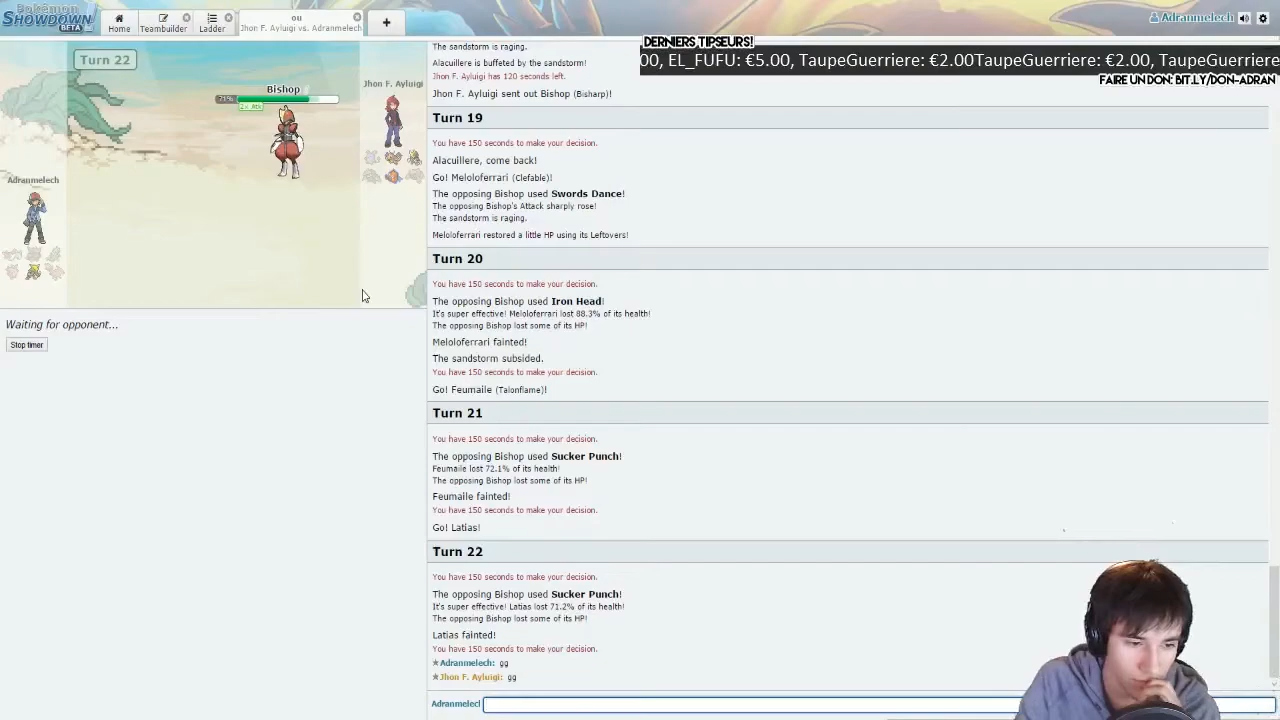 Pokémon
SHOWDOWN
BETA
Home
Teambuilder
Ladder
ou
Jhon F. Ayluigi vs. Adranmelech
+
Adranmelech
DERNIERS TIPSEURS!
00, EL_FUFU: €5.00, TaupeGuerriere: €2.00TaupeGuerriere: €2.00, TaupeGuerriere:
FAIRE UN DON: BIT.LY/DON-ADRAN
Turn 22
Bishop
71%
2x Atk
Jhon F. Ayluigi
Adranmelech
Waiting for opponent...
Stop timer
The sandstorm is raging.
Alacuillere is buffeted by the sandstorm!
Jhon F. Ayluigi has 120 seconds left.
Jhon F. Ayluigi sent out Bishop (Bisharp)!
Turn 19
You have 150 seconds to make your decision.
Alacuillere, come back!
Go! Meloloferrari (Clefable)!
The opposing Bishop used Swords Dance!
The opposing Bishop's Attack sharply rose!
The sandstorm is raging.
Meloloferrari restored a little HP using its Leftovers!
Turn 20
You have 150 seconds to make your decision.
The opposing Bishop used Iron Head!
It's super effective! Meloloferrari lost 88.3% of its health!
The opposing Bishop lost some of its HP!
Meloloferrari fainted!
The sandstorm subsided.
You have 150 seconds to make your decision.
Go! Feumaile (Talonflame)!
Turn 21
You have 150 seconds to make your decision.
The opposing Bishop used Sucker Punch!
Feumaile lost 72.1% of its health!
The opposing Bishop lost some of its HP!
Feumaile fainted!
You have 150 seconds to make your decision.
Go! Latias!
Turn 22
You have 150 seconds to make your decision.
The opposing Bishop used Sucker Punch!
It's super effective! Latias lost 71.2% of its health!
The opposing Bishop lost some of its HP!
Latias fainted!
You have 150 seconds to make your decision.
★Adranmelech: gg
★Jhon F. Ayluigi: gg
Adranmelecl